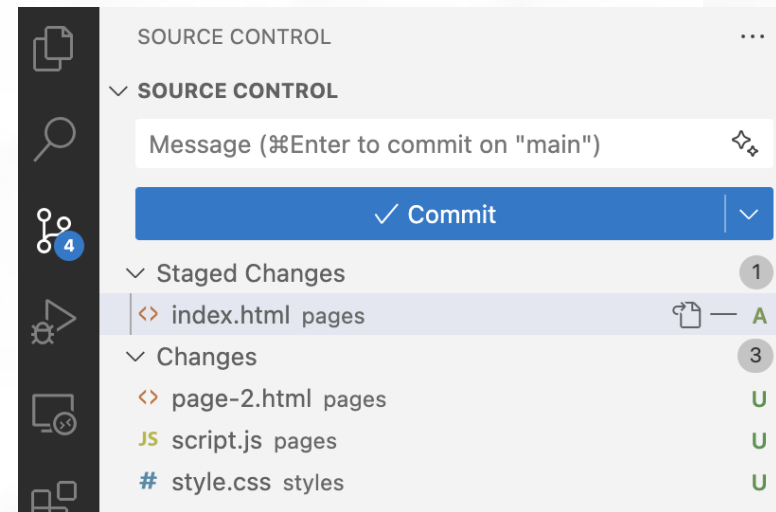 SOURCE CONTROL ...
SOURCE CONTROL
Message (⌘Enter to commit on "main")
Commit
4
Staged Changes 1
<> index.html pages A
Changes 3
<> page-2.html pages U
JS script.js pages U
# style.css styles U